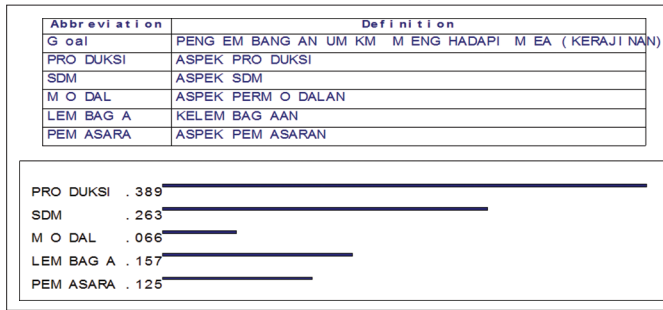 Abbreviation Definition
Goal PENGEMBANGAN UMKM MENGHADAPI MEA (KERAJINAN)
PRODUKSI ASPEK PRODUKSI
SDM ASPEK SDM
MODAL ASPEK PERMODALAN
LEMBAGA KELEMBAGAAN
PEMASARA ASPEK PEMASARAN
PRODUKSI .389
SDM .263
MODAL .066
LEMBAGA .157
PEMASARA .125